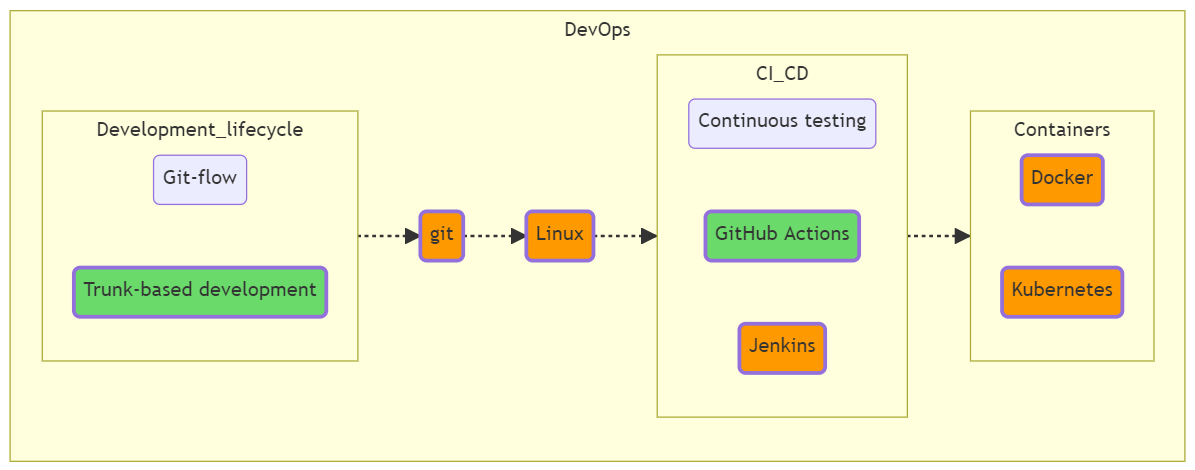 DevOps
Development_lifecycle
Git-flow
Trunk-based development
git
Linux
CI_CD
Continuous testing
GitHub Actions
Jenkins
Containers
Docker
Kubernetes